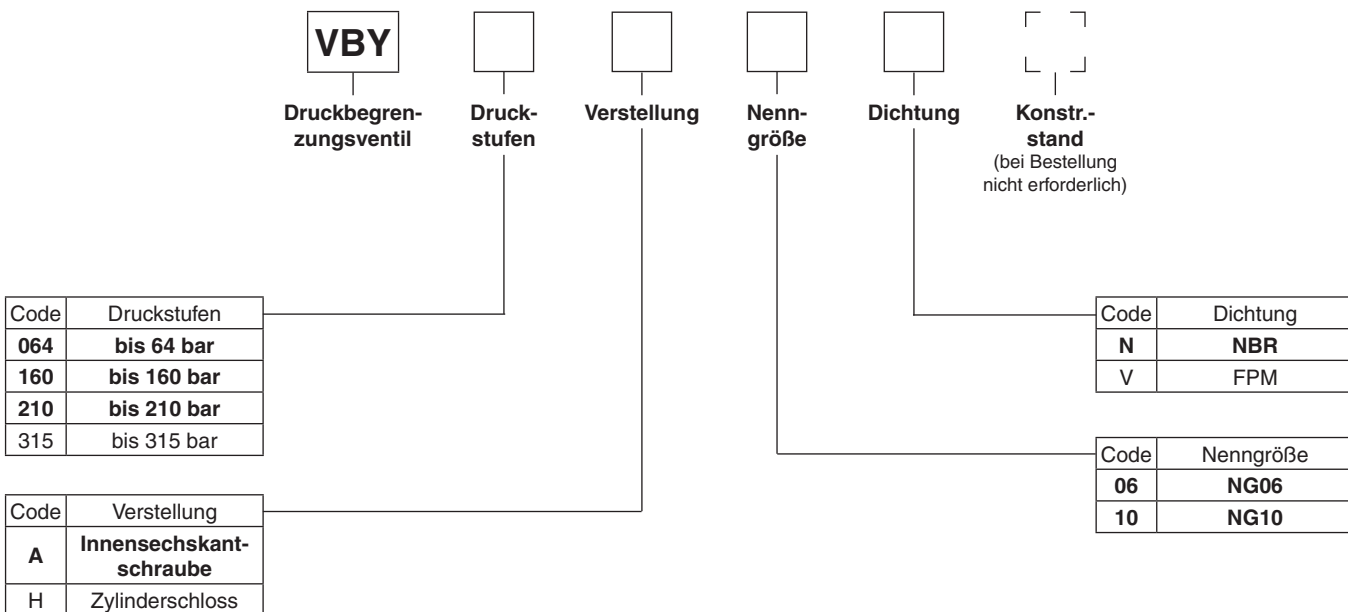 VBY
Druckbegren-
zungsventil
Druck-
stufen
Verstellung
Nenn-
größe
Dichtung
Konstr.-
stand
(bei Bestellung
nicht erforderlich)
Code Druckstufen
064 bis 64 bar
160 bis 160 bar
210 bis 210 bar
315 bis 315 bar
Code Verstellung
A Innensechskant-
schraube
H Zylinderschloss
Code Dichtung
N NBR
V FPM
Code Nenngröße
06 NG06
10 NG10